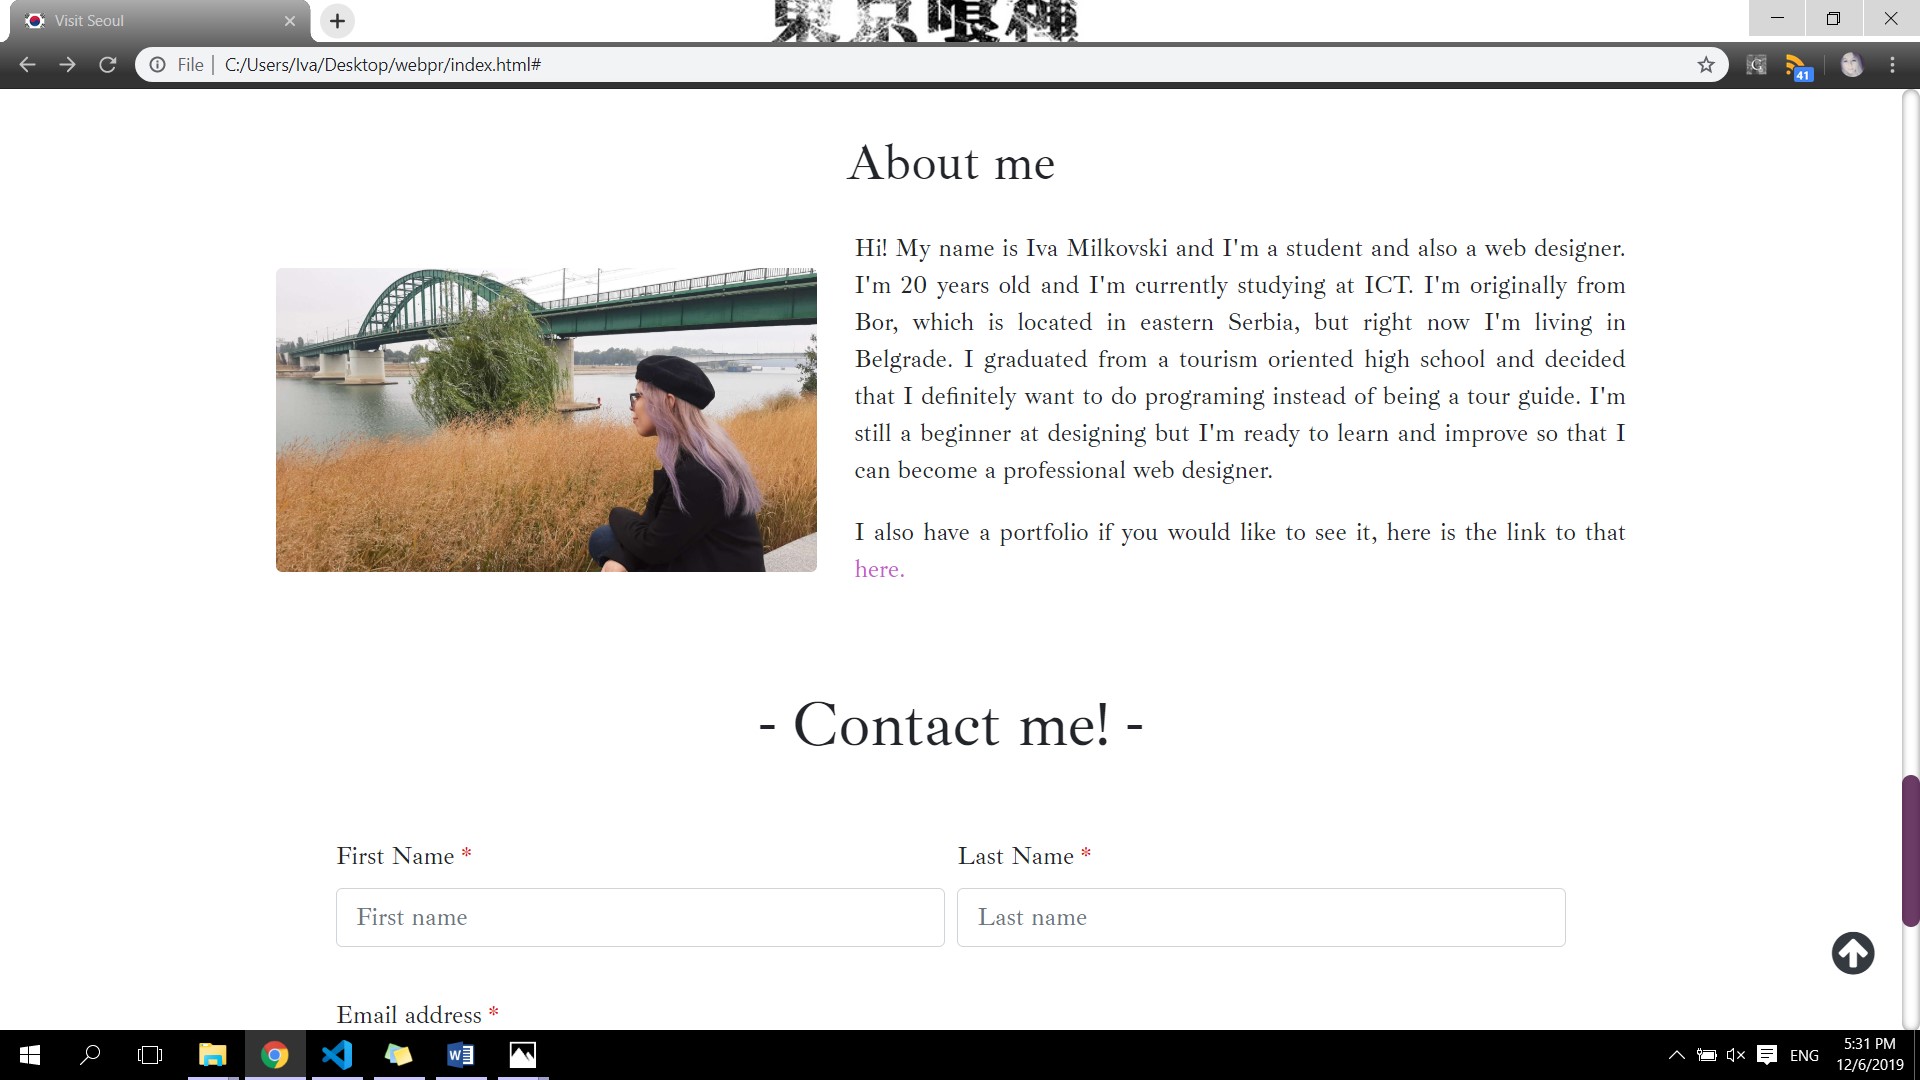 東京喰種
Visit Seoul
File
C:/Users/Iva/Desktop/webpr/index.html#
41
About me
Hi! My name is Iva Milkovski and I'm a student and also a web designer.
I'm 20 years old and I'm currently studying at ICT. I'm originally from
Bor, which is located in eastern Serbia, but right now I'm living in
Belgrade. I graduated from a tourism oriented high school and decided
that I definitely want to do programing instead of being a tour guide. I'm
still a beginner at designing but I'm ready to learn and improve so that I
can become a professional web designer.
I also have a portfolio if you would like to see it, here is the link to that
here.
- Contact me! -
First Name *
Last Name *
First name
Last name
Email address *
ENG
5:31 PM
12/6/2019